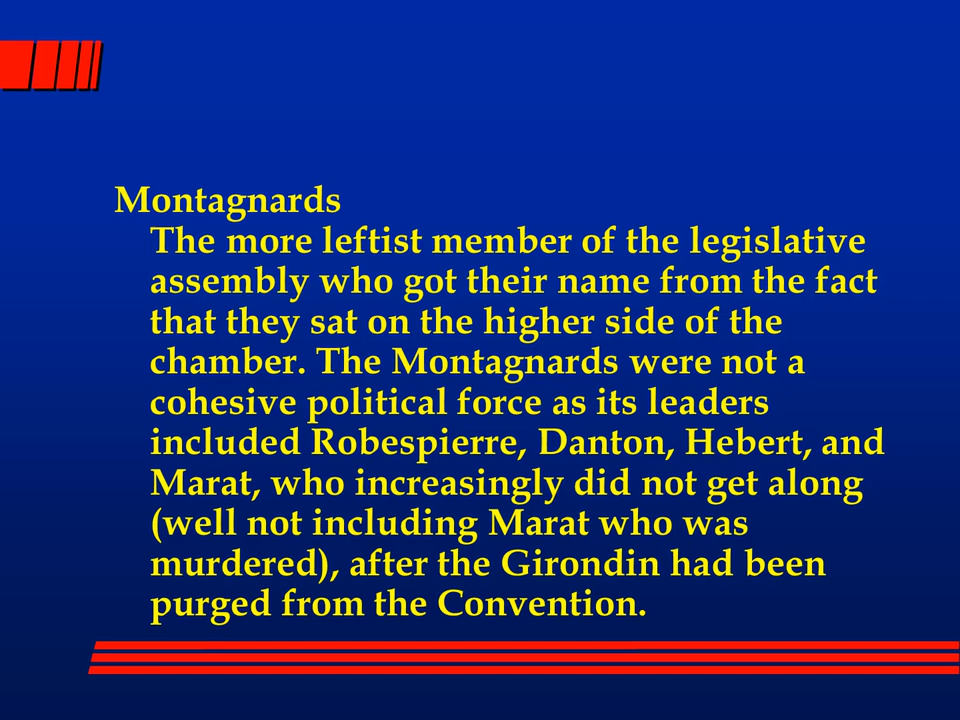 Montagnards
The more leftist member of the legislative
assembly who got their name from the fact
that they sat on the higher side of the
chamber. The Montagnards were not a
cohesive political force as its leaders
included Robespierre, Danton, Hebert, and
Marat, who increasingly did not get along
(well not including Marat who was
murdered), after the Girondin had been
purged from the Convention.